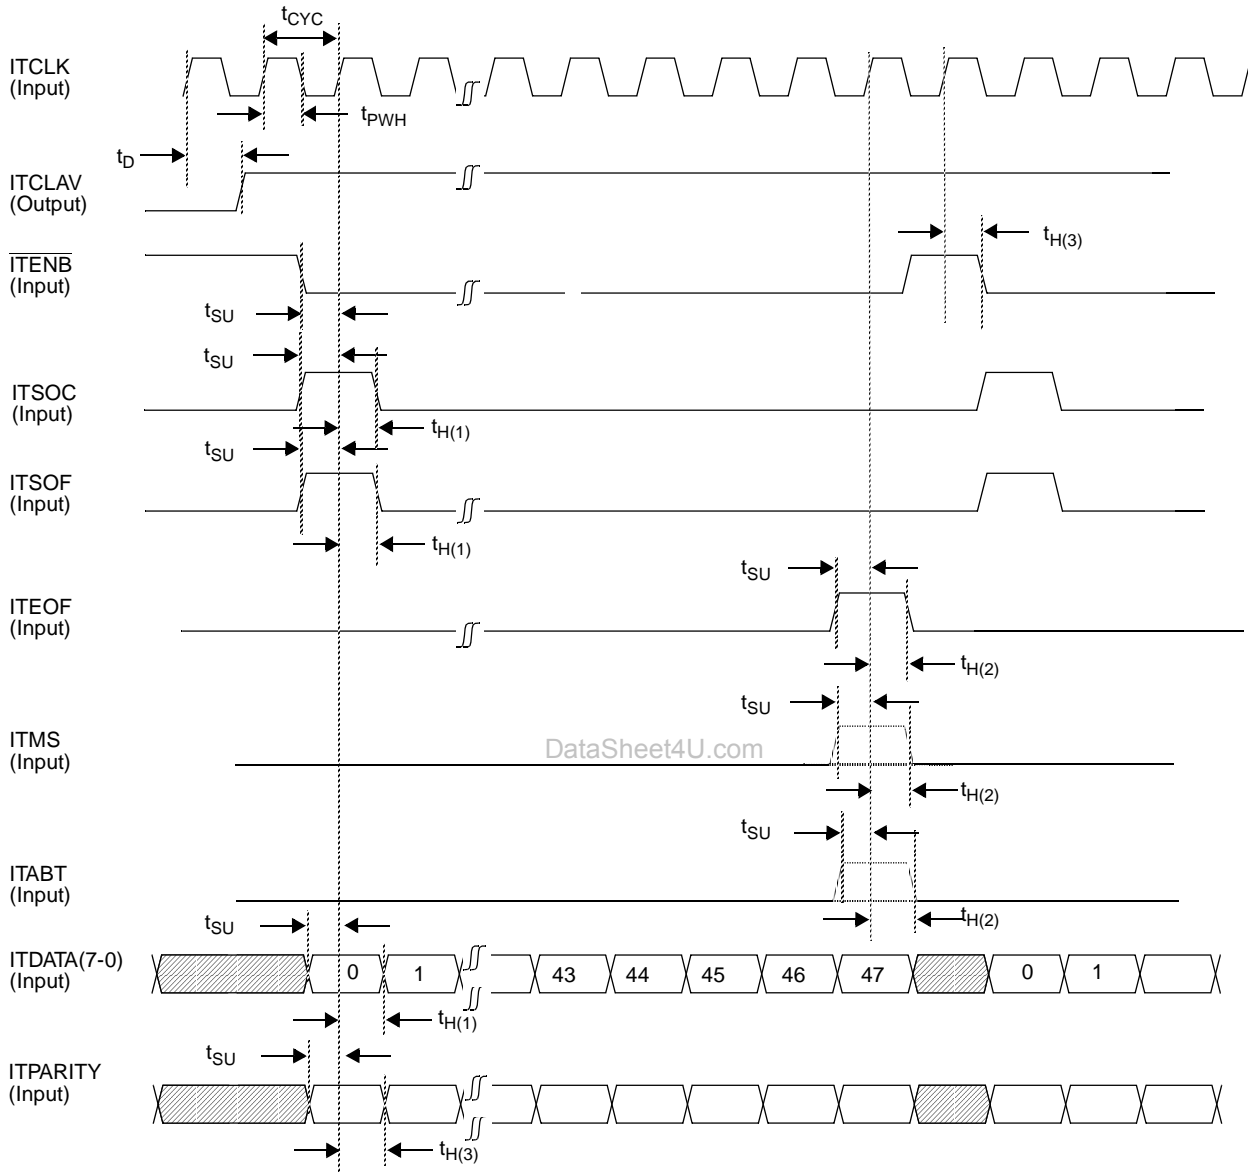 tCYC
ITCLK
(Input)
tPWH
tD
ITCLAV
(Output)
tH(3)
ITENB
(Input)
tSU
tSU
ITSOC
(Input)
tH(1)
tSU
ITSOF
(Input)
tH(1)
tSU
ITEOF
(Input)
tH(2)
tSU
ITMS
(Input)
DataSheet4U.com
tH(2)
tSU
ITABT
(Input)
tH(2)
tSU
ITDATA(7-0)
(Input)
0 1 43 44 45 46 47 0 1
tH(1)
tSU
ITPARITY
(Input)
tH(3)